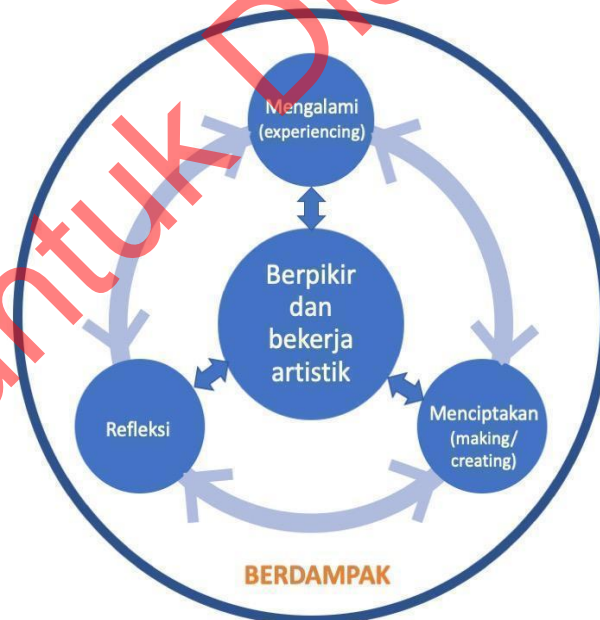 Mengalami
(experiencing)
Berpikir
dan
bekerja
artistik
Refleksi
Menciptakan
(making/
creating)
BERDAMPAK